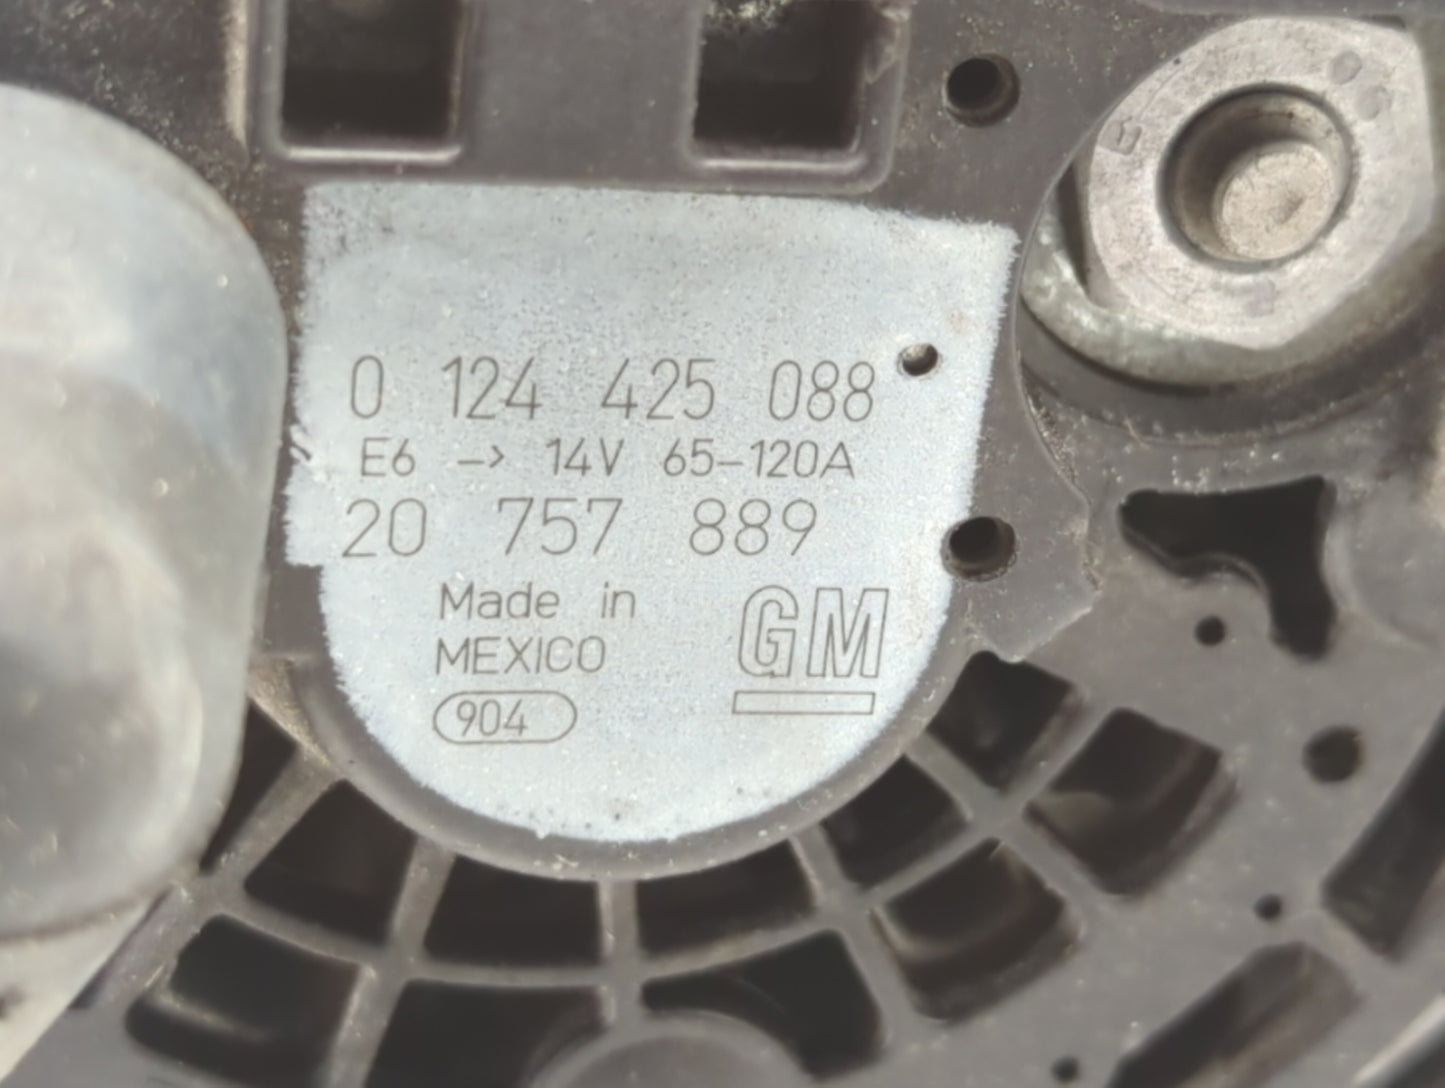 0 124 425 088
E6 -> 14V 65-120A
20 757 889
Made in
MEXICO
GM
904